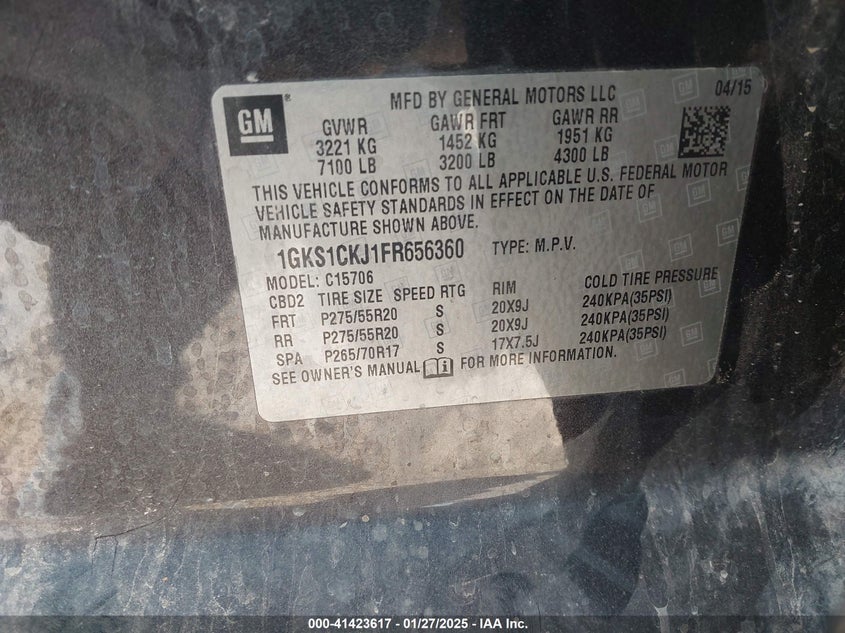 GM ®
MFD BY GENERAL MOTORS LLC 04/15
GVWR GAWR FRT GAWR RR
3221 KG 1452 KG 1951 KG
7100 LB 3200 LB 4300 LB
THIS VEHICLE CONFORMS TO ALL APPLICABLE U.S. FEDERAL MOTOR
VEHICLE SAFETY STANDARDS IN EFFECT ON THE DATE OF
MANUFACTURE SHOWN ABOVE.
1GKS1CKJ1FR656360 TYPE: M.P.V.
MODEL: C15706
CBD2 TIRE SIZE SPEED RTG RIM COLD TIRE PRESSURE
FRT P275/55R20 S 20X9J 240KPA(35PSI)
RR P275/55R20 S 20X9J 240KPA(35PSI)
SPA P265/70R17 S 17X7.5J 240KPA(35PSI)
SEE OWNER'S MANUAL i FOR MORE INFORMATION.
000-41423617 - 01/27/2025 - IAA Inc.